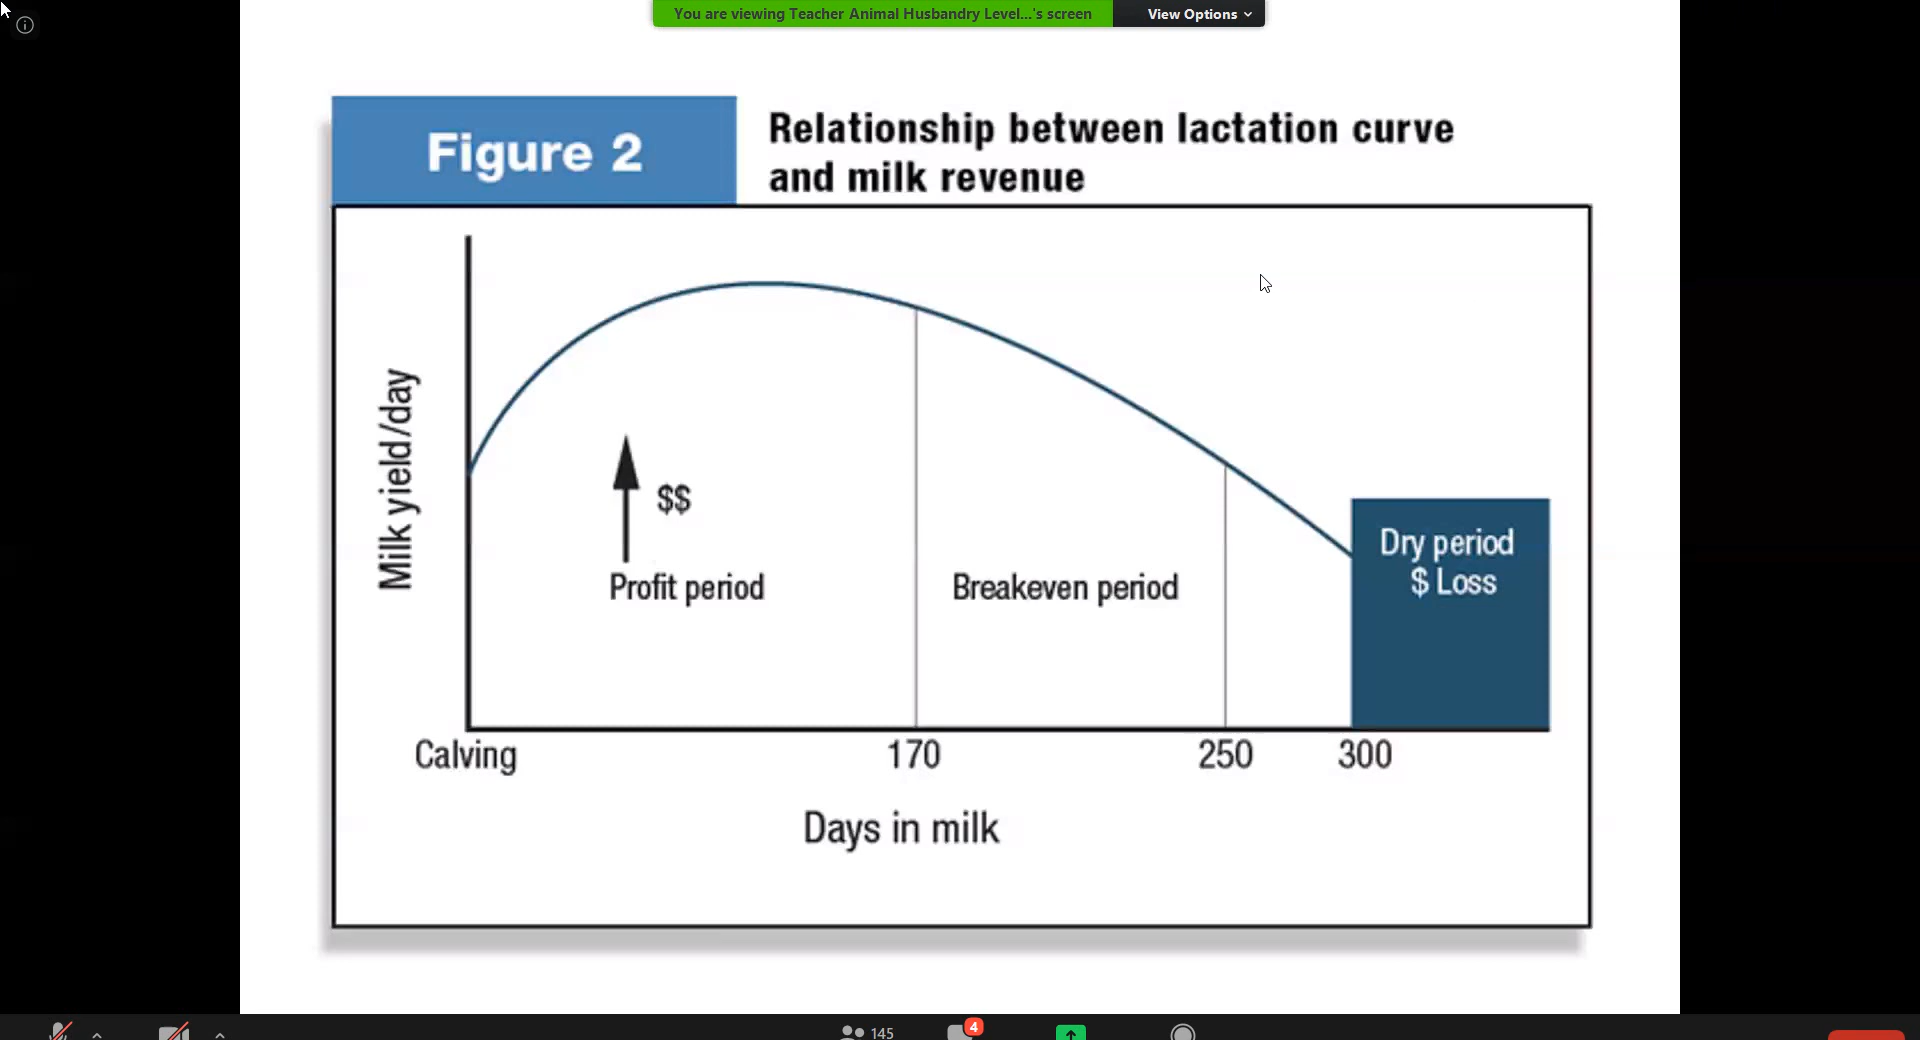 You are viewing Teacher Animal Husbandry Level...'s screen
View Options
Figure 2
Relationship between lactation curve
and milk revenue
Milk yield/day
$$
Profit period
Breakeven period
Dry period
$ Loss
Calving
170
250
300
Days in milk
145
4